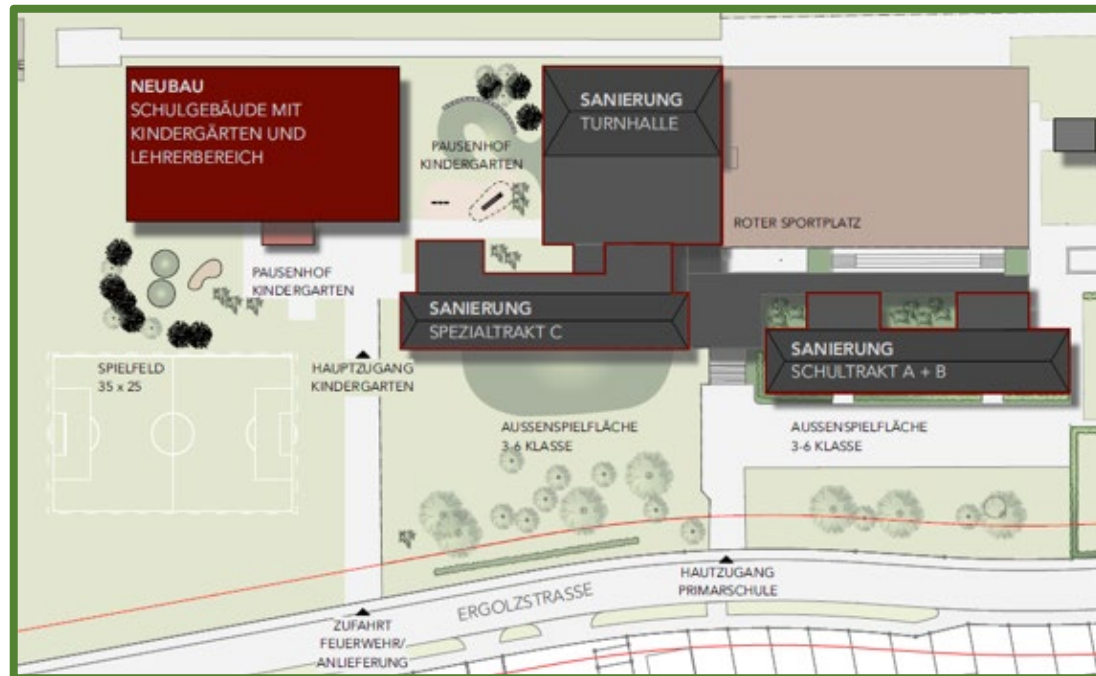 NEUBAU
SCHULGEBÄUDE MIT
KINDERGÄRTEN UND
LEHRERBEREICH
PAUSENHOF
KINDERGARTEN
SANIERUNG
TURNHALLE
ROTER SPORTPLATZ
PAUSENHOF
KINDERGARTEN
SANIERUNG
SPEZIALTRAKT C
SANIERUNG
SCHULTRAKT A + B
SPIELFELD
35 x 25
HAUPTZUGANG
KINDERGARTEN
AUSSENSPIELFLÄCHE
3-6 KLASSE
AUSSENSPIELFLÄCHE
3-6 KLASSE
ERGOLZSTRASSE
HAUTZUGANG
PRIMARSCHULE
ZUFAHRT
FEUERWEHR/
ANLIEFERUNG